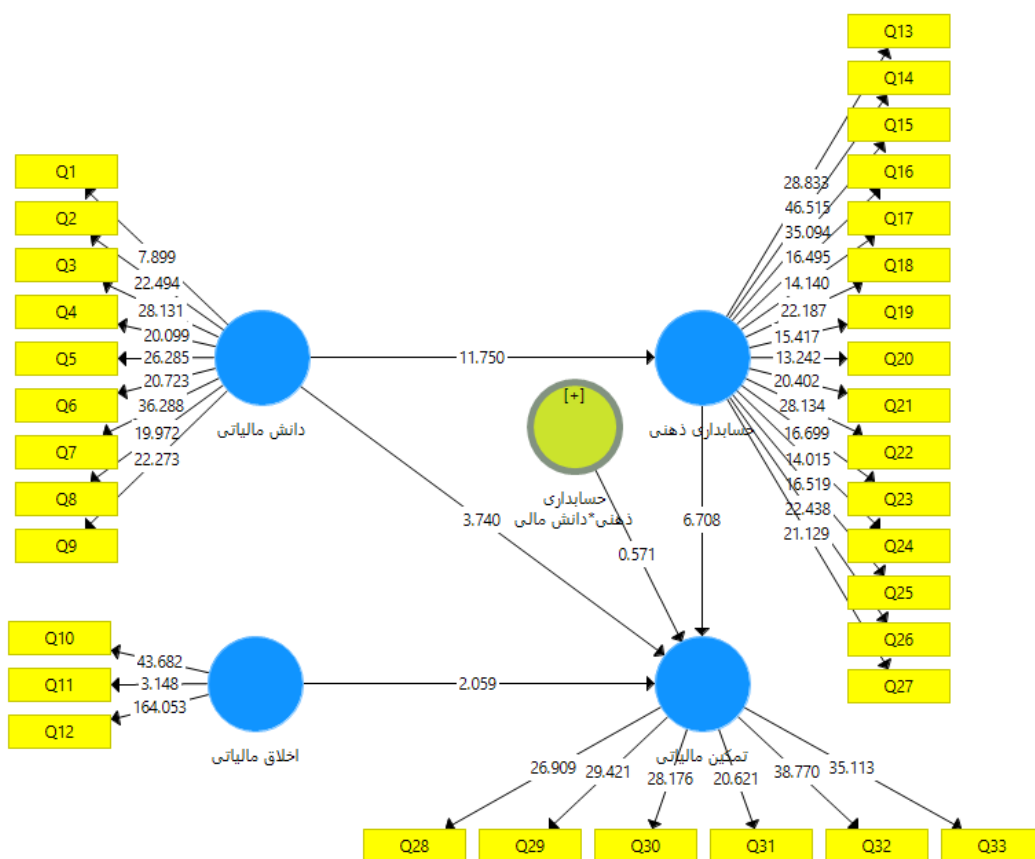 Q13
Q14
Q15
Q16
Q17
Q18
Q19
Q20
Q21
Q22
Q23
Q24
Q25
Q26
Q27
28.833
46.515
35.094
16.495
14.140
22.187
15.417
13.242
20.402
28.134
16.699
14.015
16.519
22.438
21.129
حسابداری ذهنی
Q1
Q2
Q3
Q4
Q5
Q6
Q7
Q8
Q9
7.899
22.494
28.131
20.099
26.285
20.723
36.288
19.972
22.273
دانش مالیاتی
11.750
[+]
حسابداری
ذهنی*دانش مالی
3.740
0.571
6.708
Q10
Q11
Q12
43.682
3.148
164.053
اخلاق مالیاتی
2.059
تمکین مالیاتی
26.909
29.421
28.176
20.621
38.770
35.113
Q28
Q29
Q30
Q31
Q32
Q33